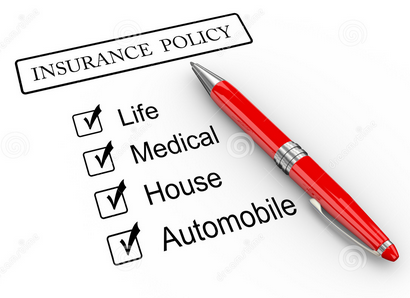 INSURANCE POLICY
Life
Medical
House
Automobile